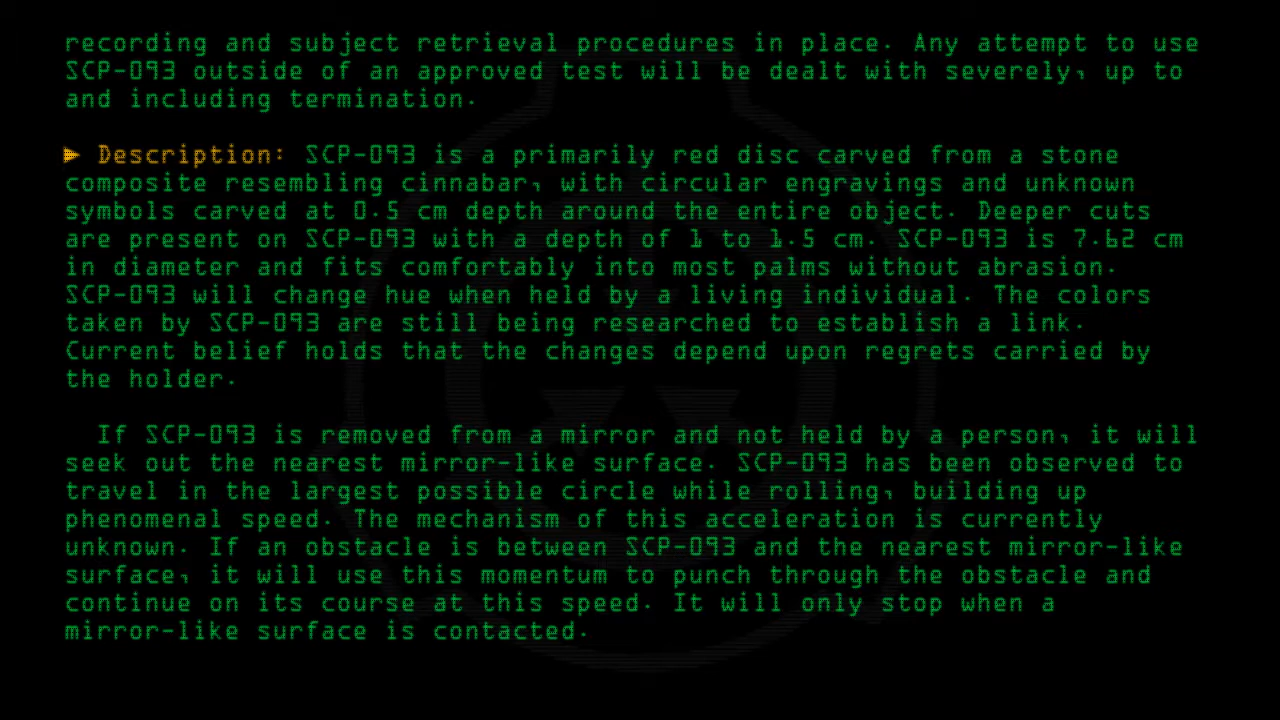 recording and subject retrieval procedures in place. Any attempt to use
SCP-093 outside of an approved test will be dealt with severely, up to
and including termination.
► Description: SCP-093 is a primarily red disc carved from a stone
composite resembling cinnabar, with circular engravings and unknown
symbols carved at 0.5 cm depth around the entire object. Deeper cuts
are present on SCP-093 with a depth of 1 to 1.5 cm. SCP-093 is 7.62 cm
in diameter and fits comfortably into most palms without abrasion.
SCP-093 will change hue when held by a living individual. The colors
taken by SCP-093 are still being researched to establish a link.
Current belief holds that the changes depend upon regrets carried by
the holder.
If SCP-093 is removed from a mirror and not held by a person, it will
seek out the nearest mirror-like surface. SCP-093 has been observed to
travel in the largest possible circle while rolling, building up
phenomenal speed. The mechanism of this acceleration is currently
unknown. If an obstacle is between SCP-093 and the nearest mirror-like
surface, it will use this momentum to punch through the obstacle and
continue on its course at this speed. It will only stop when a
mirror-like surface is contacted.